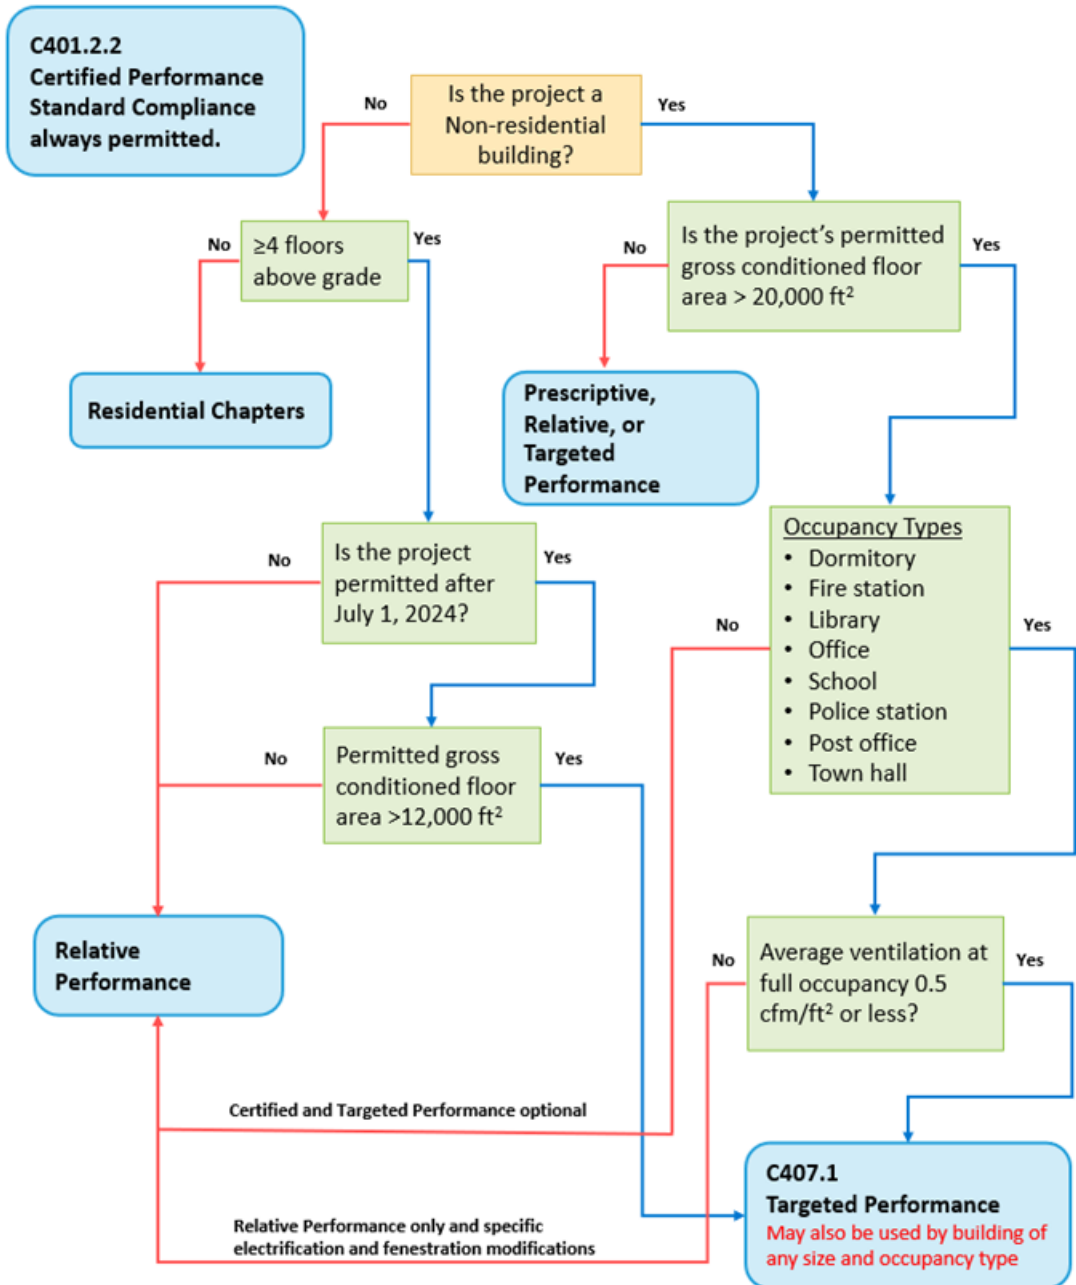 C401.2.2
Certified Performance
Standard Compliance
always permitted.
No
Is the project a
Non-residential
building?
Yes
No
≥4 floors
above grade
Yes
No
Is the project's permitted
gross conditioned floor
area > 20,000 ft²
Yes
Residential Chapters
Prescriptive,
Relative, or
Targeted
Performance
No
Is the project
permitted after
July 1, 2024?
Yes
No
Occupancy Types
• Dormitory
• Fire station
• Library
• Office
• School
• Police station
• Post office
• Town hall
Yes
No
Permitted gross
conditioned floor
area >12,000 ft²
Yes
Relative
Performance
No
Average ventilation at
full occupancy 0.5
cfm/ft² or less?
Yes
Certified and Targeted Performance optional
Relative Performance only and specific
electrification and fenestration modifications
C407.1
Targeted Performance
May also be used by building of
any size and occupancy type